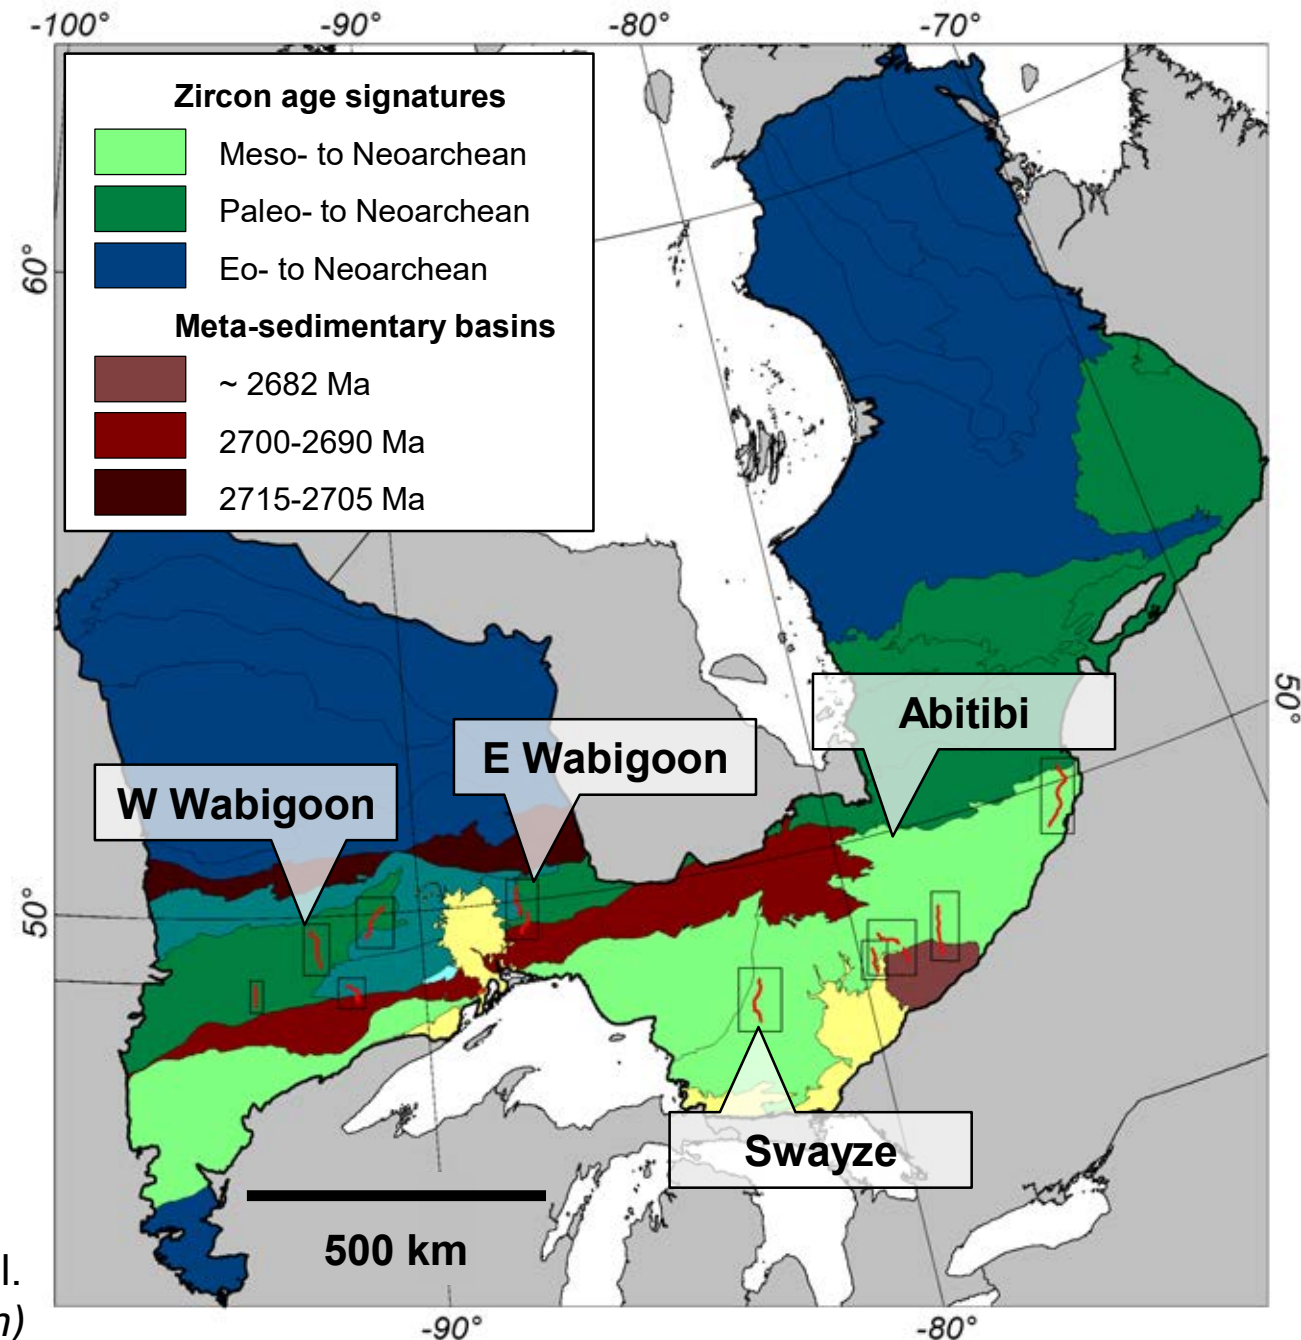 -100°
-90°
-80°
-70°
Zircon age signatures
Meso- to Neoarchean
Paleo- to Neoarchean
Eo- to Neoarchean
Meta-sedimentary basins
~ 2682 Ma
2700-2690 Ma
2715-2705 Ma
60°
50°
Abitibi
E Wabigoon
W Wabigoon
50°
Swayze
500 km
l.
n)
-90°
-80°